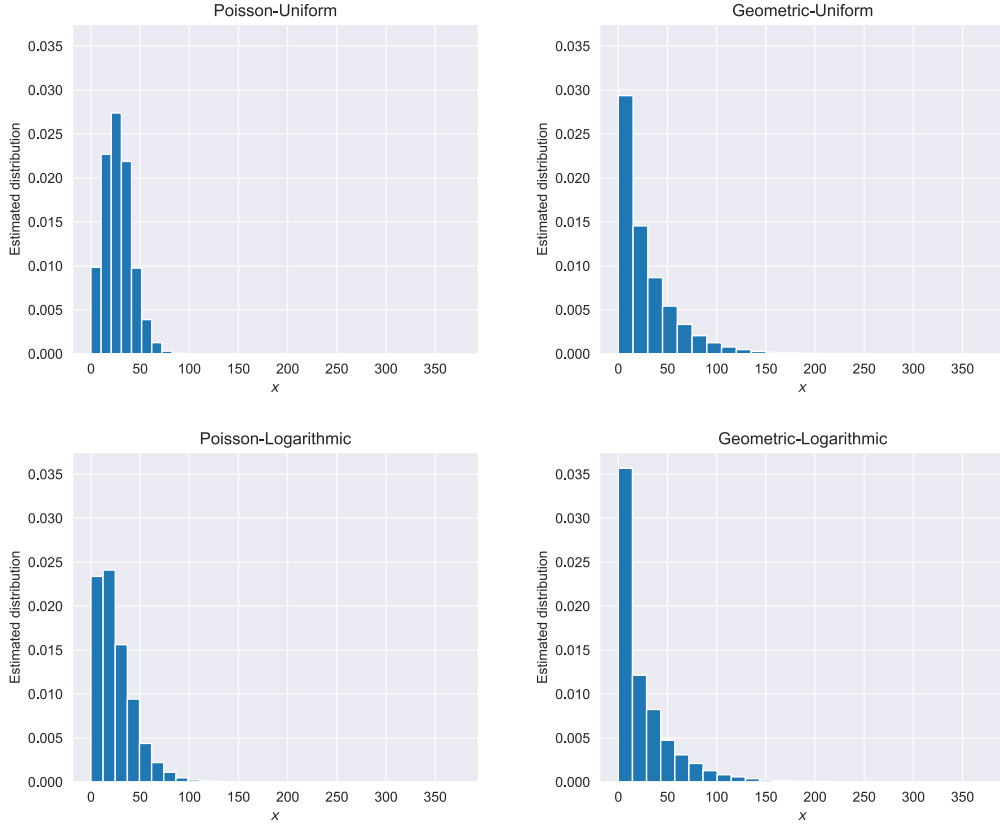 Poisson-Uniform
Estimated distribution
0.035
0.030
0.025
0.020
0.015
0.010
0.005
0.000
0 50 100 150 200 250 300 350
x
Geometric-Uniform
Estimated distribution
0.035
0.030
0.025
0.020
0.015
0.010
0.005
0.000
0 50 100 150 200 250 300 350
x
Poisson-Logarithmic
Estimated distribution
0.035
0.030
0.025
0.020
0.015
0.010
0.005
0.000
0 50 100 150 200 250 300 350
x
Geometric-Logarithmic
Estimated distribution
0.035
0.030
0.025
0.020
0.015
0.010
0.005
0.000
0 50 100 150 200 250 300 350
x